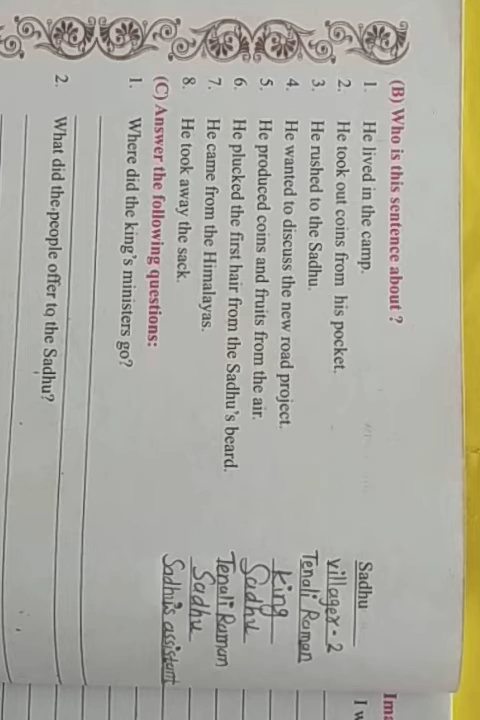 (B) Who is this sentence about ?
1. He lived in the camp. Sadhu
2. He took out coins from his pocket. villager - 2
3. He rushed to the Sadhu. Tenali Raman
4. He wanted to discuss the new road project. King
5. He produced coins and fruits from the air. Sadhu
6. He plucked the first hair from the Sadhu's beard. Tenali Raman
7. He came from the Himalayas. Sadhu
8. He took away the sack. Sadhu's assistant
(C) Answer the following questions:
1. Where did the king's ministers go?
2. What did the people offer to the Sadhu?
Ima
I w